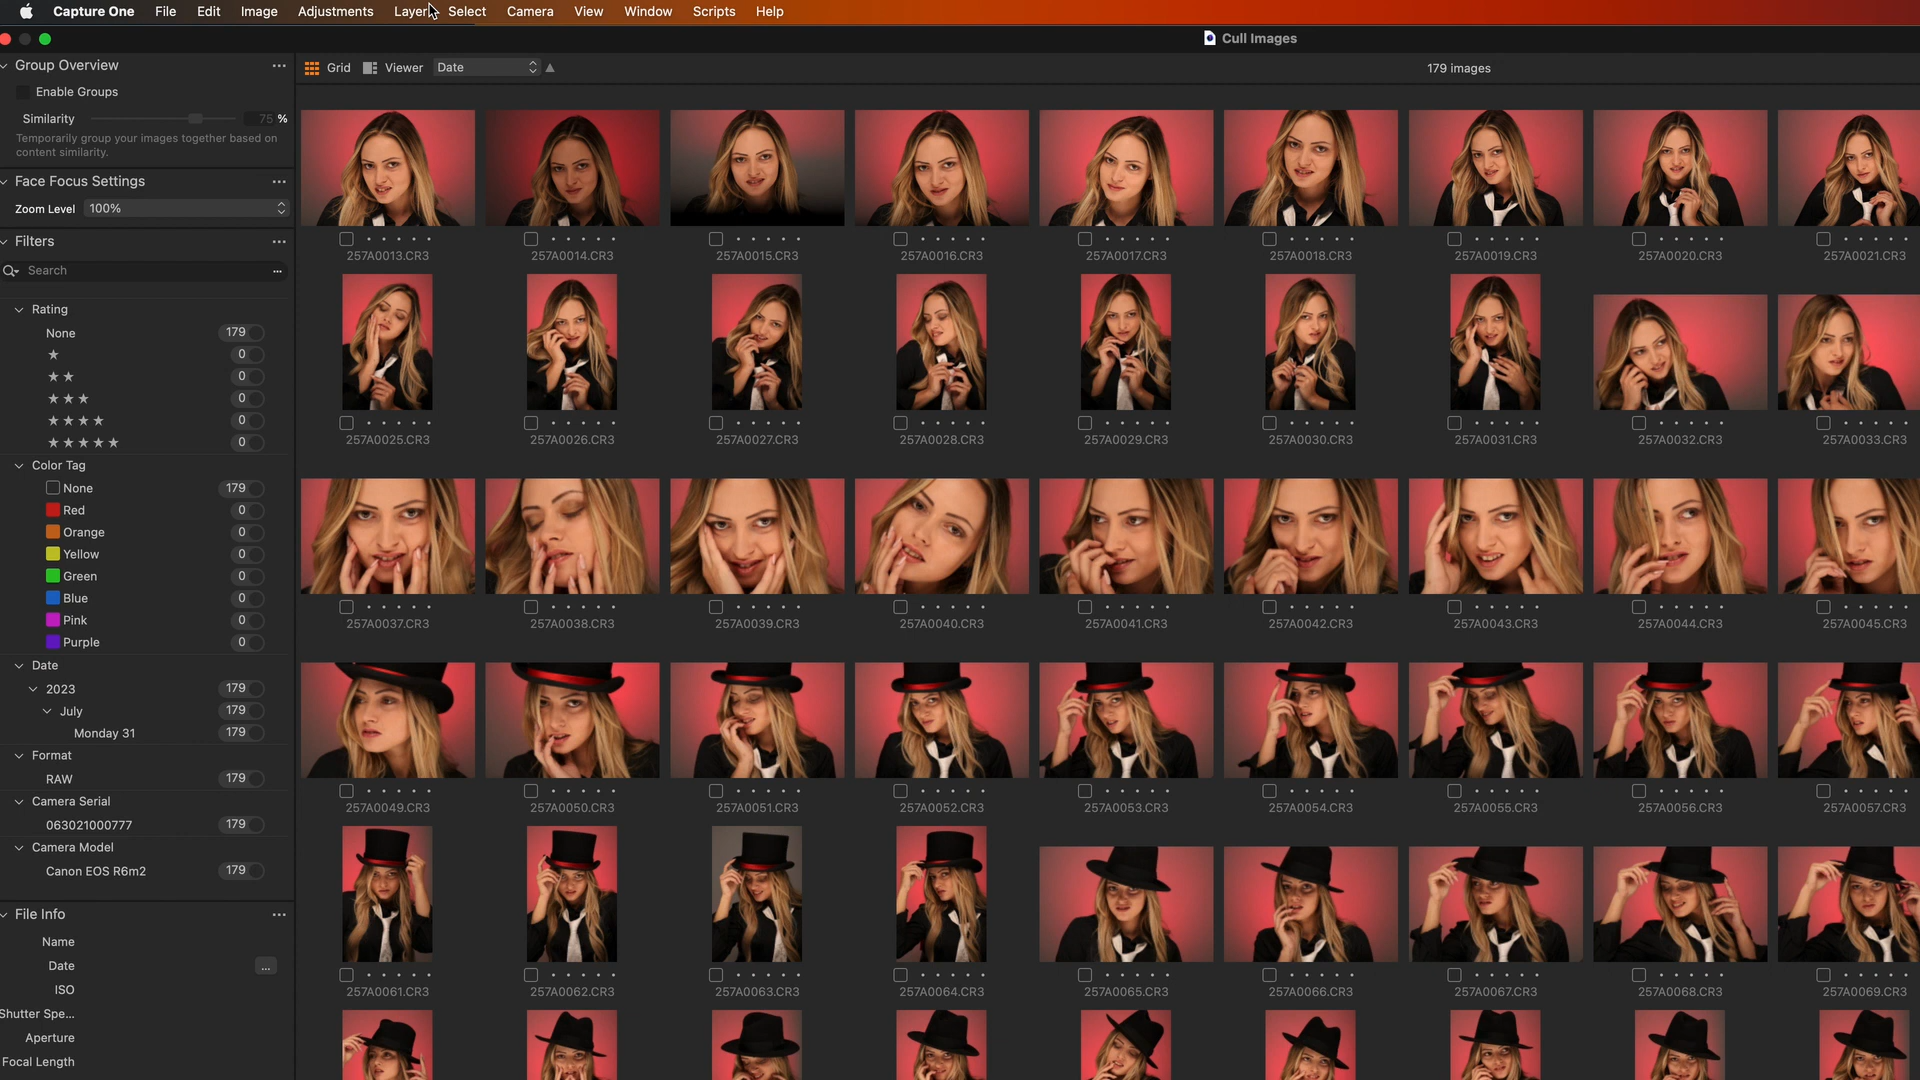 Capture One File Edit Image Adjustments Layer Select Camera View Window Scripts Help
Cull Images
Group Overview ...
Enable Groups
Similarity 75 %
Temporarily group your images together based on
content similarity.
Face Focus Settings ...
Zoom Level 100%
Filters ...
Search ...
Rating
None 179
★ 0
★★ 0
★★★ 0
★★★★ 0
★★★★★ 0
Color Tag
None 179
Red 0
Orange 0
Yellow 0
Green 0
Blue 0
Pink 0
Purple 0
Date
2023 179
July 179
Monday 31 179
Format
RAW 179
Camera Serial
063021000777 179
Camera Model
Canon EOS R6m2 179
File Info ...
Name
Date ...
ISO
Shutter Spe...
Aperture
Focal Length
Grid Viewer Date 179 images
257A0013.CR3 257A0014.CR3 257A0015.CR3 257A0016.CR3 257A0017.CR3 257A0018.CR3 257A0019.CR3 257A0020.CR3 257A0021.CR3
257A0025.CR3 257A0026.CR3 257A0027.CR3 257A0028.CR3 257A0029.CR3 257A0030.CR3 257A0031.CR3 257A0032.CR3 257A0033.CR3
257A0037.CR3 257A0038.CR3 257A0039.CR3 257A0040.CR3 257A0041.CR3 257A0042.CR3 257A0043.CR3 257A0044.CR3 257A0045.CR3
257A0049.CR3 257A0050.CR3 257A0051.CR3 257A0052.CR3 257A0053.CR3 257A0054.CR3 257A0055.CR3 257A0056.CR3 257A0057.CR3
257A0061.CR3 257A0062.CR3 257A0063.CR3 257A0064.CR3 257A0065.CR3 257A0066.CR3 257A0067.CR3 257A0068.CR3 257A0069.CR3